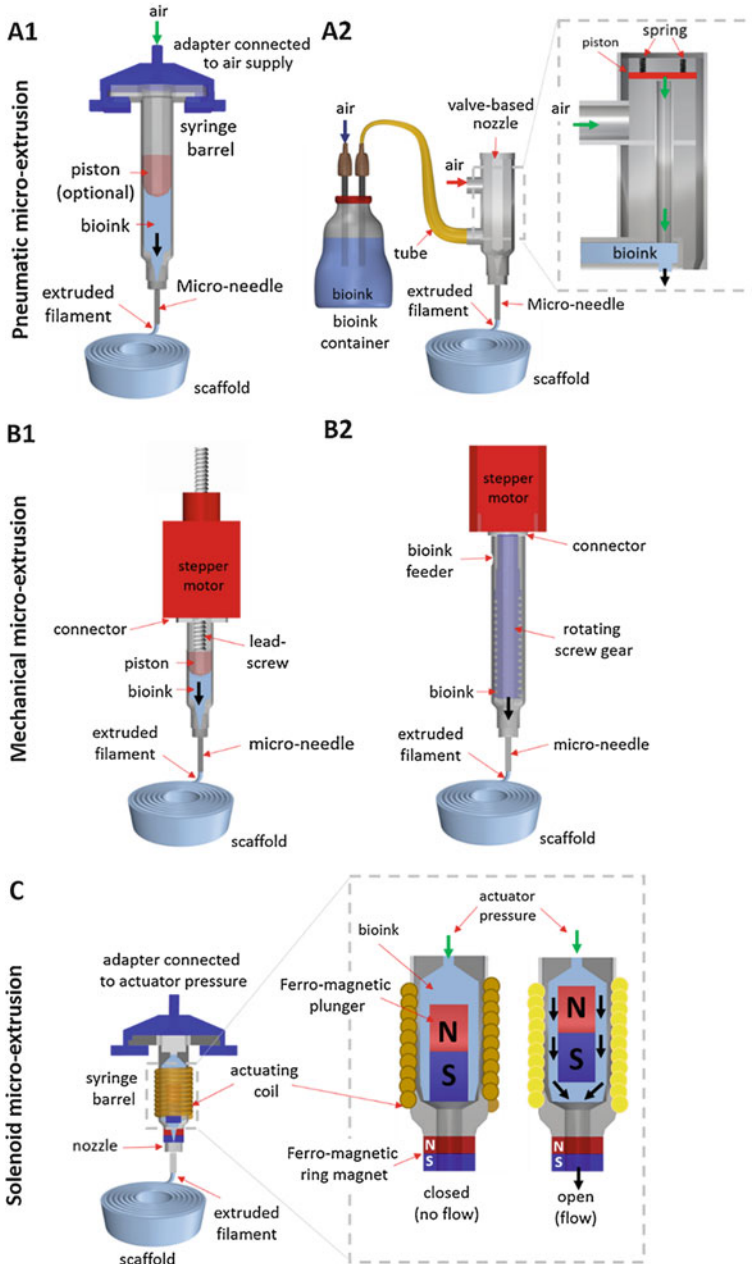 Pneumatic micro-extrusion
A1
air
adapter connected
to air supply
syringe
barrel
piston
(optional)
bioink
Micro-needle
extruded
filament
scaffold
A2
air
valve-based
nozzle
air
tube
bioink
bioink
container
extruded
filament
Micro-needle
scaffold
spring
piston
air
bioink
Mechanical micro-extrusion
B1
stepper
motor
connector
lead-
screw
piston
bioink
extruded
filament
micro-needle
scaffold
B2
stepper
motor
connector
bioink
feeder
rotating
screw gear
bioink
extruded
filament
micro-needle
scaffold
Solenoid micro-extrusion
C
adapter connected
to actuator pressure
syringe
barrel
actuating
coil
nozzle
extruded
filament
scaffold
actuator
pressure
bioink
Ferro-magnetic
plunger
N
S
N
S
Ferro-magnetic
ring magnet
N
S
N
S
closed
(no flow)
open
(flow)